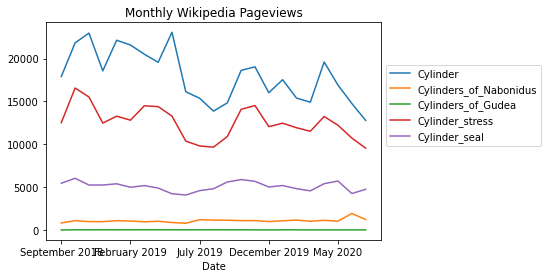 Monthly Wikipedia Pageviews
20000
15000
10000
5000
0
September 2018
February 2019
July 2019
December 2019
May 2020
Date
Cylinder
Cylinders_of_Nabonidus
Cylinders_of_Gudea
Cylinder_stress
Cylinder_seal